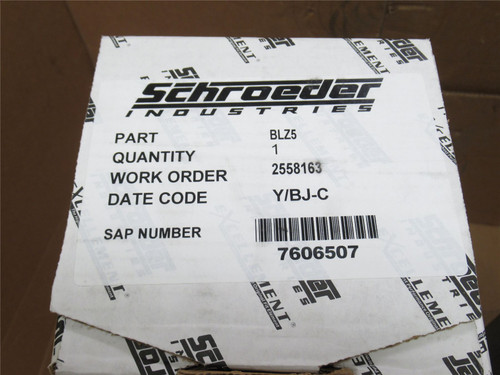 Schroeder
INDUSTRIES
PART BLZ5
QUANTITY 1
WORK ORDER 2558163
DATE CODE Y/BJ-C
SAP NUMBER
7606507